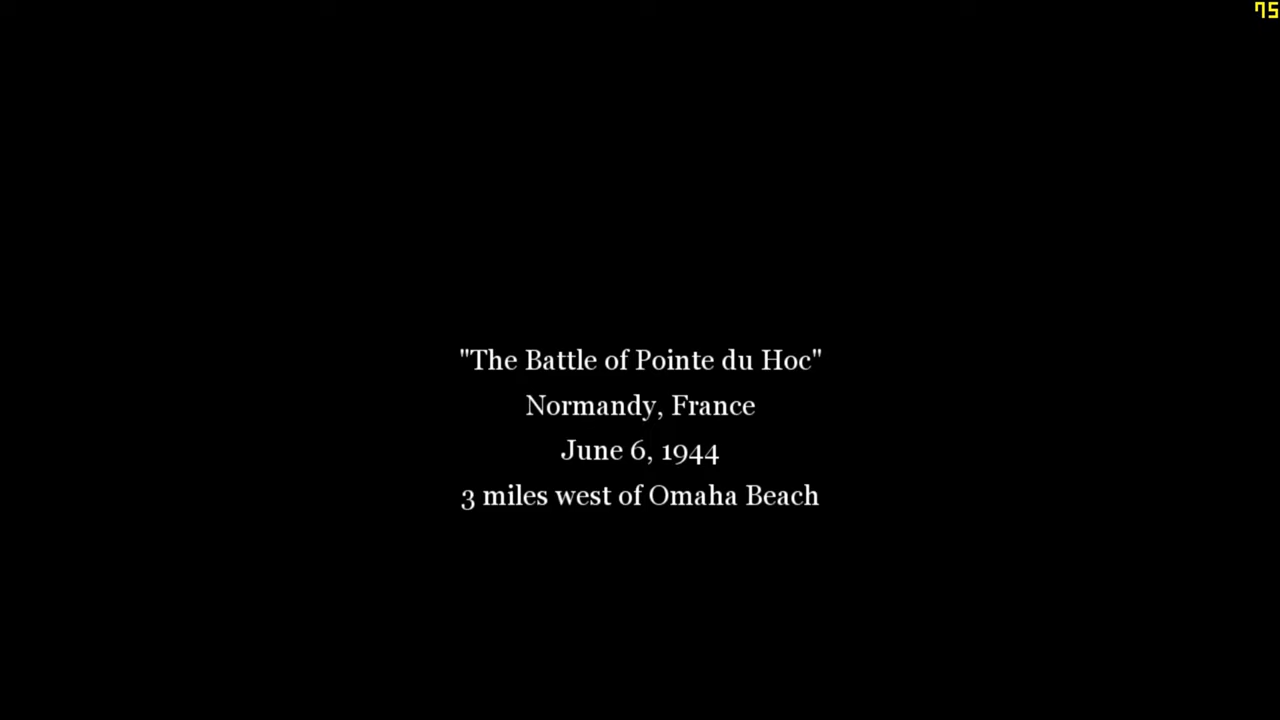 75
"The Battle of Pointe du Hoc"
Normandy, France
June 6, 1944
3 miles west of Omaha Beach